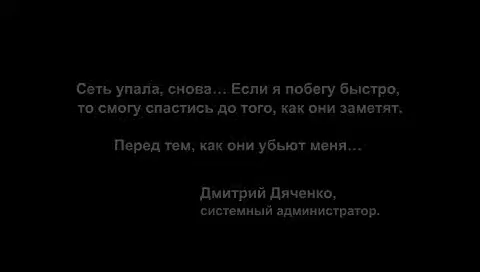 Сеть упала, снова... Если я побегу быстро,
то смогу спастись до того, как они заметят.
Перед тем, как они убьют меня...
Дмитрий Дяченко,
системный администратор.